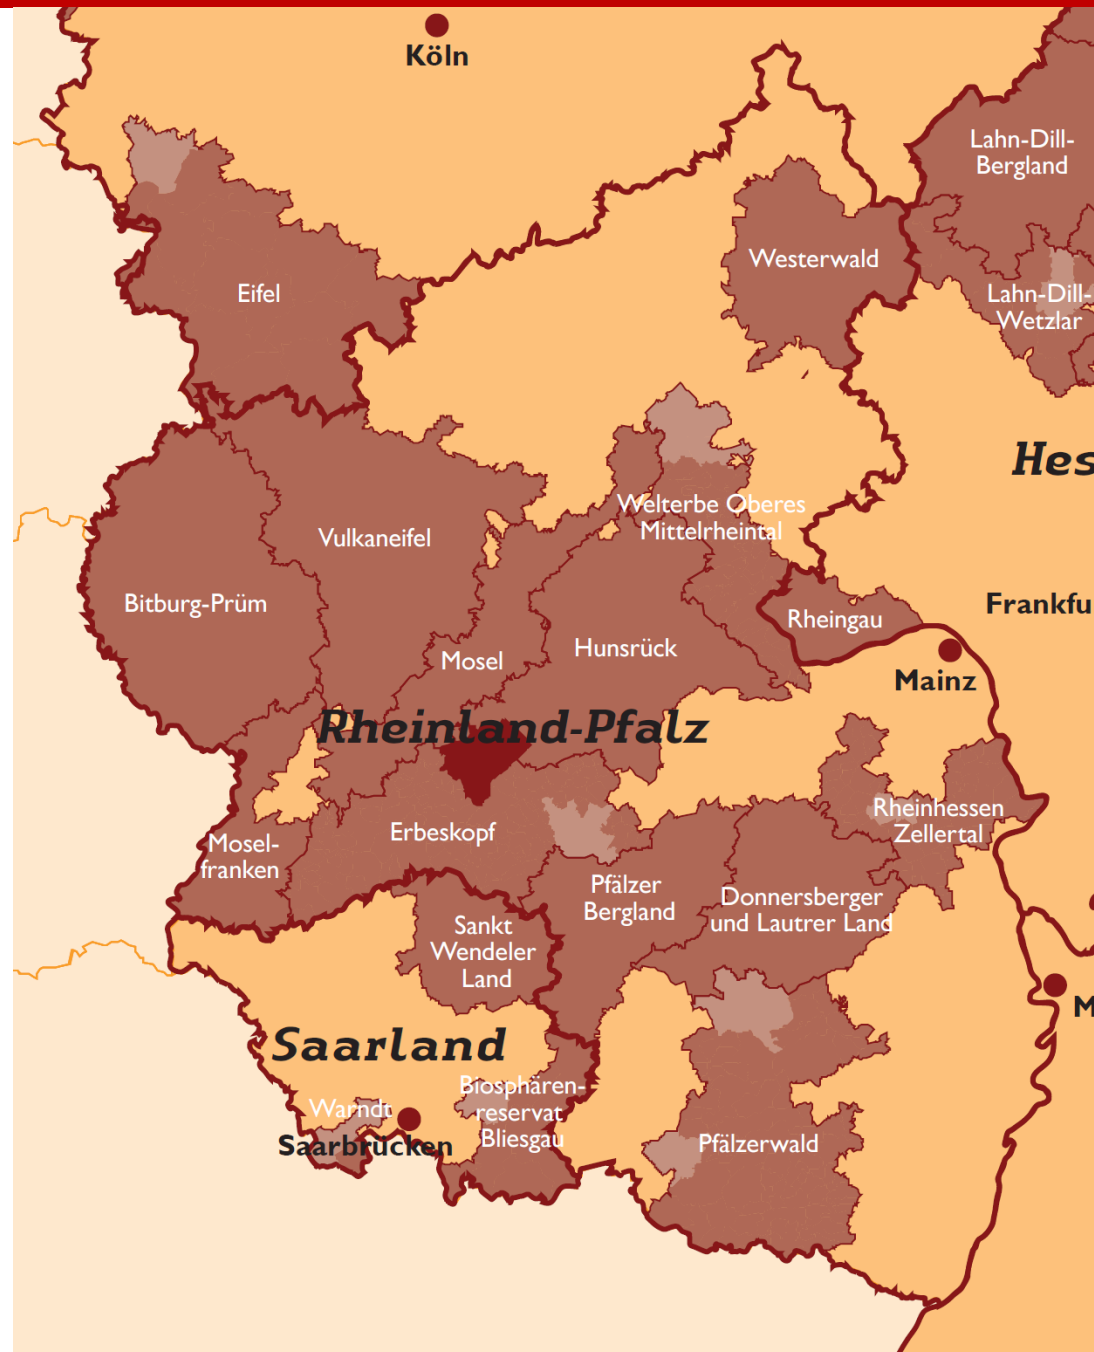 Köln
Lahn-Dill-
Bergland
Westerwald
Eifel
Lahn-Dill-
Wetzlar
Hes
Welterbe Oberes
Mittelrheintal
Vulkaneifel
Bitburg-Prüm
Frankfu
Rheingau
Hunsrück
Mosel
Mainz
Rheinland-Pfalz
Rheinhessen
Zellertal
Erbeskopf
Mosel-
franken
Pfälzer
Bergland
Donnersberger
und Lautrer Land
Sankt
Wendeler
Land
M
Saarland
Biosphären-
reservat
Bliesgau
Warndt
Saarbrücken
Pfälzerwald